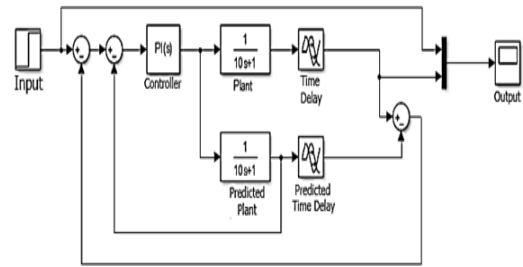 Input
PI(s)
Controller
1
10s+1
Plant
Time
Delay
Output
1
10s+1
Predicted
Plant
Predicted
Time Delay